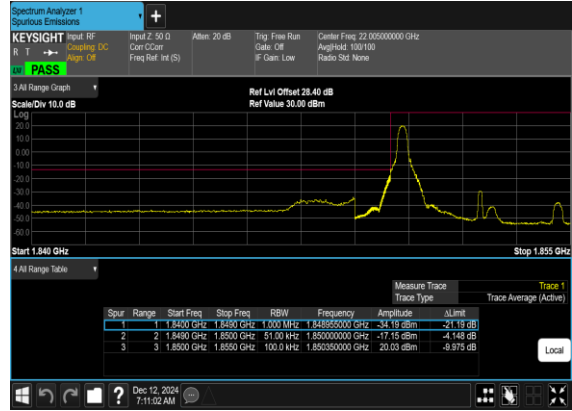 Spectrum Analyzer 1
Spurious Emissions
KEYSIGHT Input: RF Input Z: 50 Ω Atten: 20 dB Trig: Free Run Center Freq: 22.005000000 GHz
R T Coupling: DC Corr CCorr Gate: Off Avg|Hold: 100/100
Align: Off Freq Ref: Int (S) IF Gain: Low Radio Std: None
PASS
3 All Range Graph Ref Lvl Offset 28.40 dB
Scale/Div 10.0 dB Ref Value 30.00 dBm
Log
20.0
10.0
0.00
-10.0
-20.0
-30.0
-40.0
-50.0
-60.0
Start 1.840 GHz Stop 1.855 GHz
4 All Range Table
Measure Trace Trace 1
Trace Type Trace Average (Active)
Spur Range Start Freq Stop Freq RBW Frequency Amplitude ΔLimit
1 1 1.8400 GHz 1.8490 GHz 1.000 MHz 1.848955000 GHz -34.19 dBm -21.19 dB
2 2 1.8490 GHz 1.8500 GHz 51.00 kHz 1.850000000 GHz -17.15 dBm -4.148 dB
3 3 1.8500 GHz 1.8550 GHz 100.0 kHz 1.850350000 GHz 20.03 dBm -9.975 dB
Local
? Dec 12, 2024
7:11:02 AM